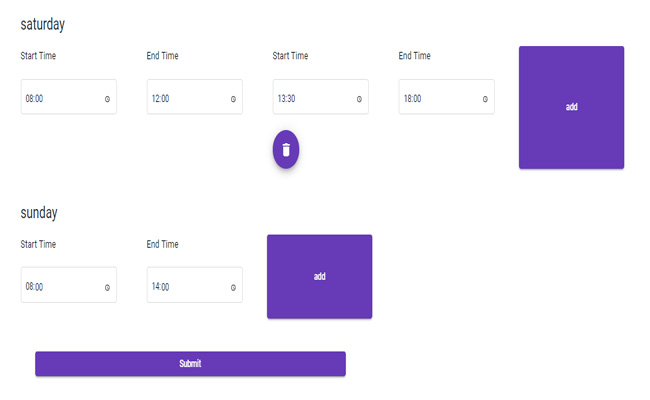 saturday
Start Time End Time Start Time End Time
08:00 12:00 13:30 18:00 add
sunday
Start Time End Time
08:00 14:00 add
Submit